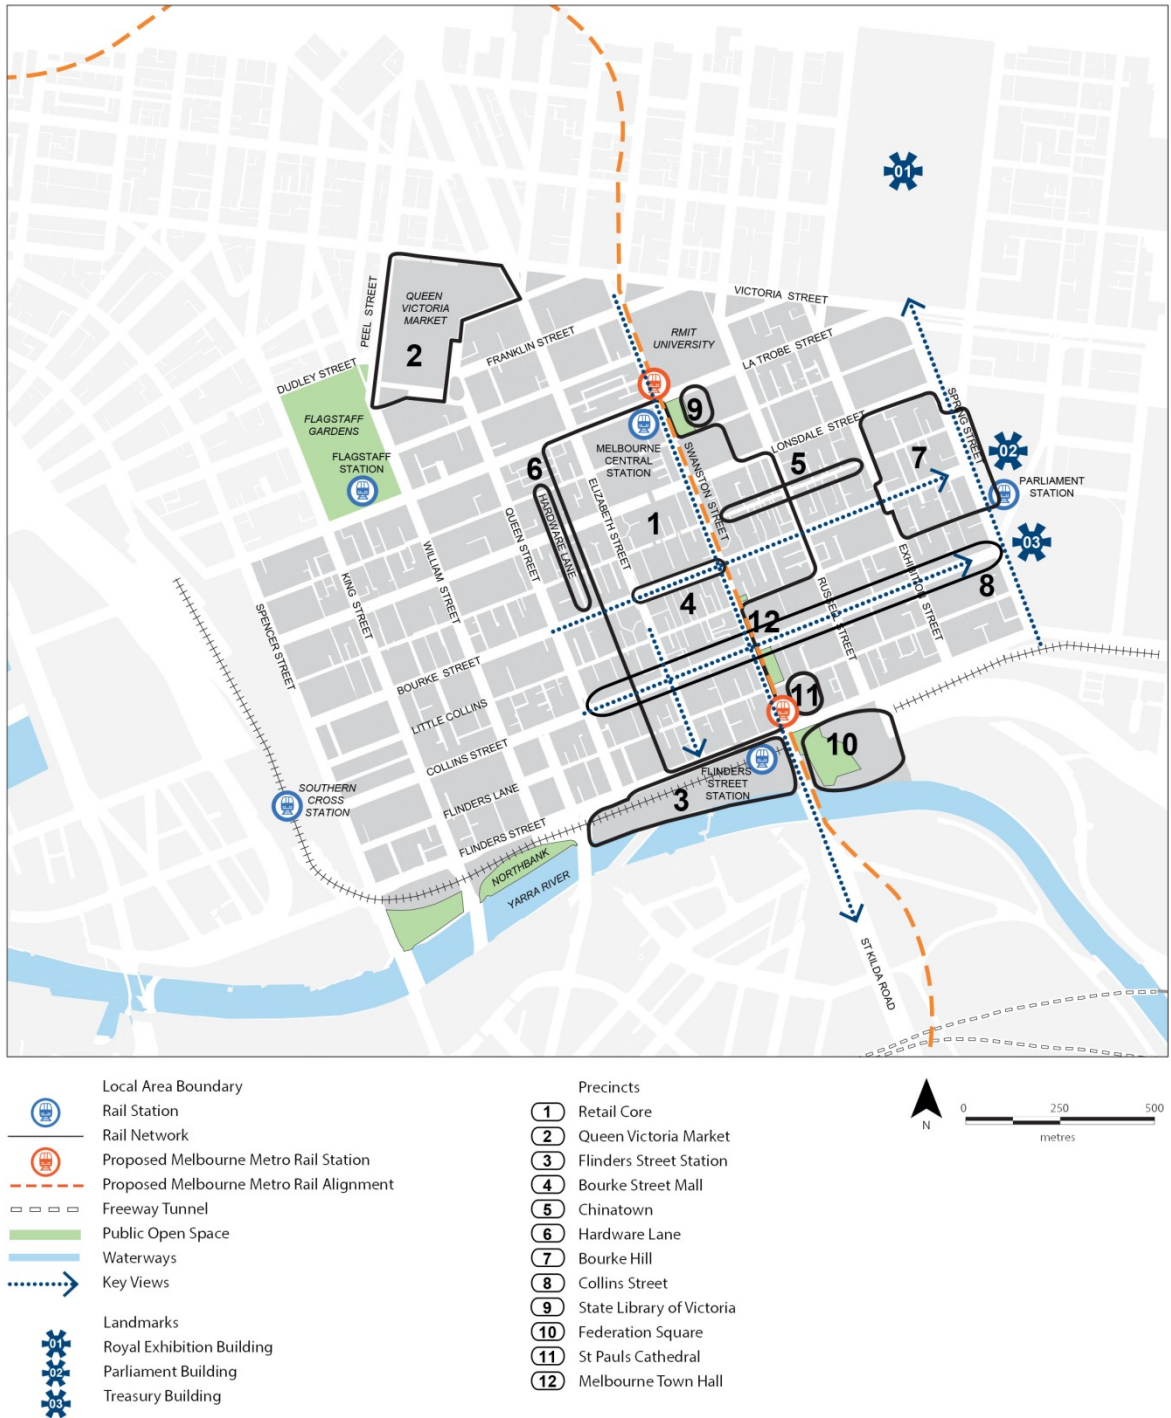 01
VICTORIA STREET
PEEL STREET
QUEEN
VICTORIA
MARKET
2
RMIT
UNIVERSITY
FRANKLIN STREET
LA TROBE STREET
DUDLEY STREET
FLAGSTAFF
GARDENS
9
SPRING STREET
LONSDALE STREET
FLAGSTAFF
STATION
MELBOURNE
CENTRAL
STATION
SWANSTON STREET
5
7
02
6
PARLIAMENT
STATION
ELIZABETH STREET
HARDWARE LANE
QUEEN STREET
1
03
WILLIAM STREET
KING STREET
EXHIBITION STREET
SPENCER STREET
RUSSELL STREET
4
8
12
BOURKE STREET
LITTLE COLLINS
11
COLLINS STREET
10
FLINDERS
STREET
STATION
SOUTHERN
CROSS
STATION
FLINDERS LANE
3
FLINDERS STREET
NORTHBANK
YARRA RIVER
ST KILDA ROAD
Local Area Boundary
Rail Station
Rail Network
Proposed Melbourne Metro Rail Station
Proposed Melbourne Metro Rail Alignment
Freeway Tunnel
Public Open Space
Waterways
Key Views
Landmarks
01 Royal Exhibition Building
02 Parliament Building
03 Treasury Building
Precincts
1 Retail Core
2 Queen Victoria Market
3 Flinders Street Station
4 Bourke Street Mall
5 Chinatown
6 Hardware Lane
7 Bourke Hill
8 Collins Street
9 State Library of Victoria
10 Federation Square
11 St Pauls Cathedral
12 Melbourne Town Hall
N
0 250 500
metres